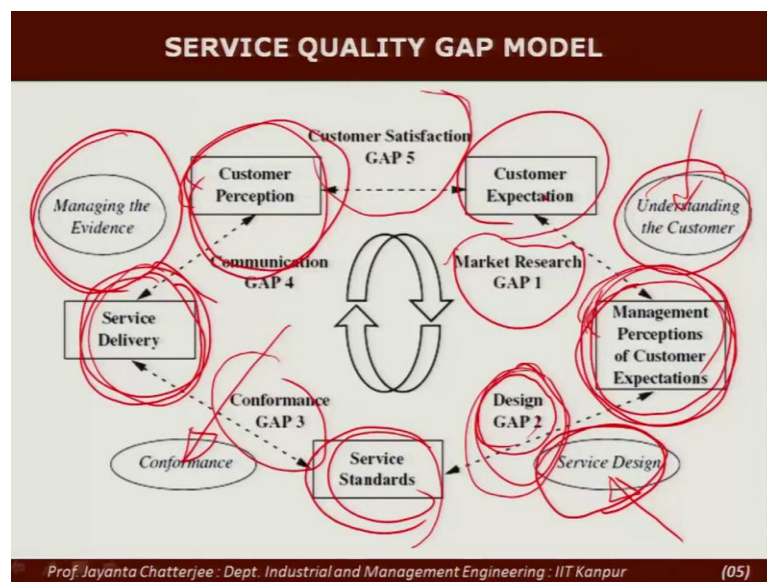 SERVICE QUALITY GAP MODEL
Customer Satisfaction
GAP 5
Customer
Perception
Customer
Expectation
Managing the
Evidence
Understanding
the Customer
Communication
GAP 4
Market Research
GAP 1
Service
Delivery
Management
Perceptions
of Customer
Expectations
Conformance
GAP 3
Design
GAP 2
Conformance
Service
Standards
Service Design
Prof. Jayanta Chatterjee : Dept. Industrial and Management Engineering : IIT Kanpur
(05)